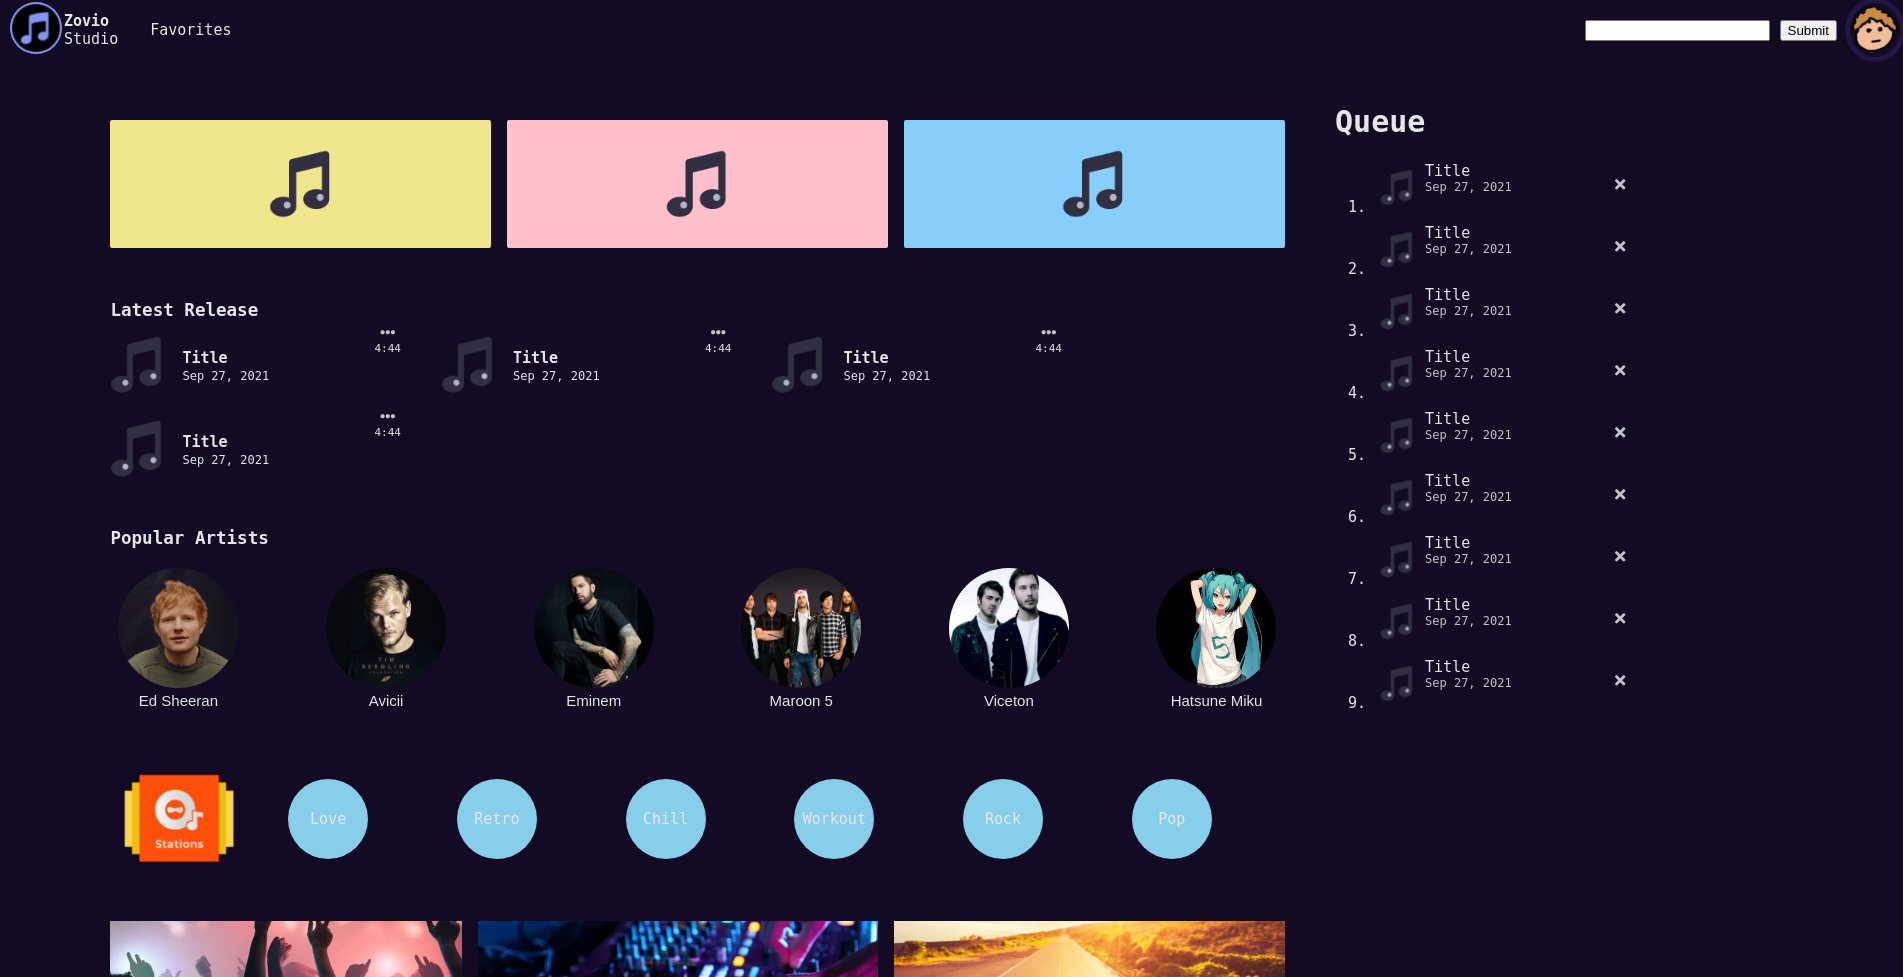 Zovio
Studio
Favorites
Submit
Latest Release
•••
4:44
Title
Sep 27, 2021
•••
4:44
Title
Sep 27, 2021
•••
4:44
Title
Sep 27, 2021
•••
4:44
Title
Sep 27, 2021
Popular Artists
TIM
BERGLING
Ed Sheeran
Avicii
Eminem
Maroon 5
Viceton
5
Hatsune Miku
Stations
Love
Retro
Chill
Workout
Rock
Pop
Queue
1.
Title
Sep 27, 2021
2.
Title
Sep 27, 2021
3.
Title
Sep 27, 2021
4.
Title
Sep 27, 2021
5.
Title
Sep 27, 2021
6.
Title
Sep 27, 2021
7.
Title
Sep 27, 2021
8.
Title
Sep 27, 2021
9.
Title
Sep 27, 2021